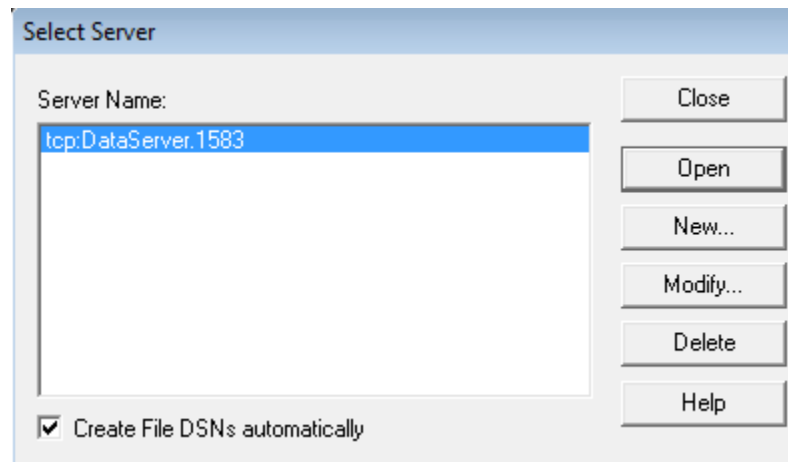 Select Server
Server Name:
tcp:DataServer.1583
Close
Open
New...
Modify...
Delete
Help
Create File DSNs automatically